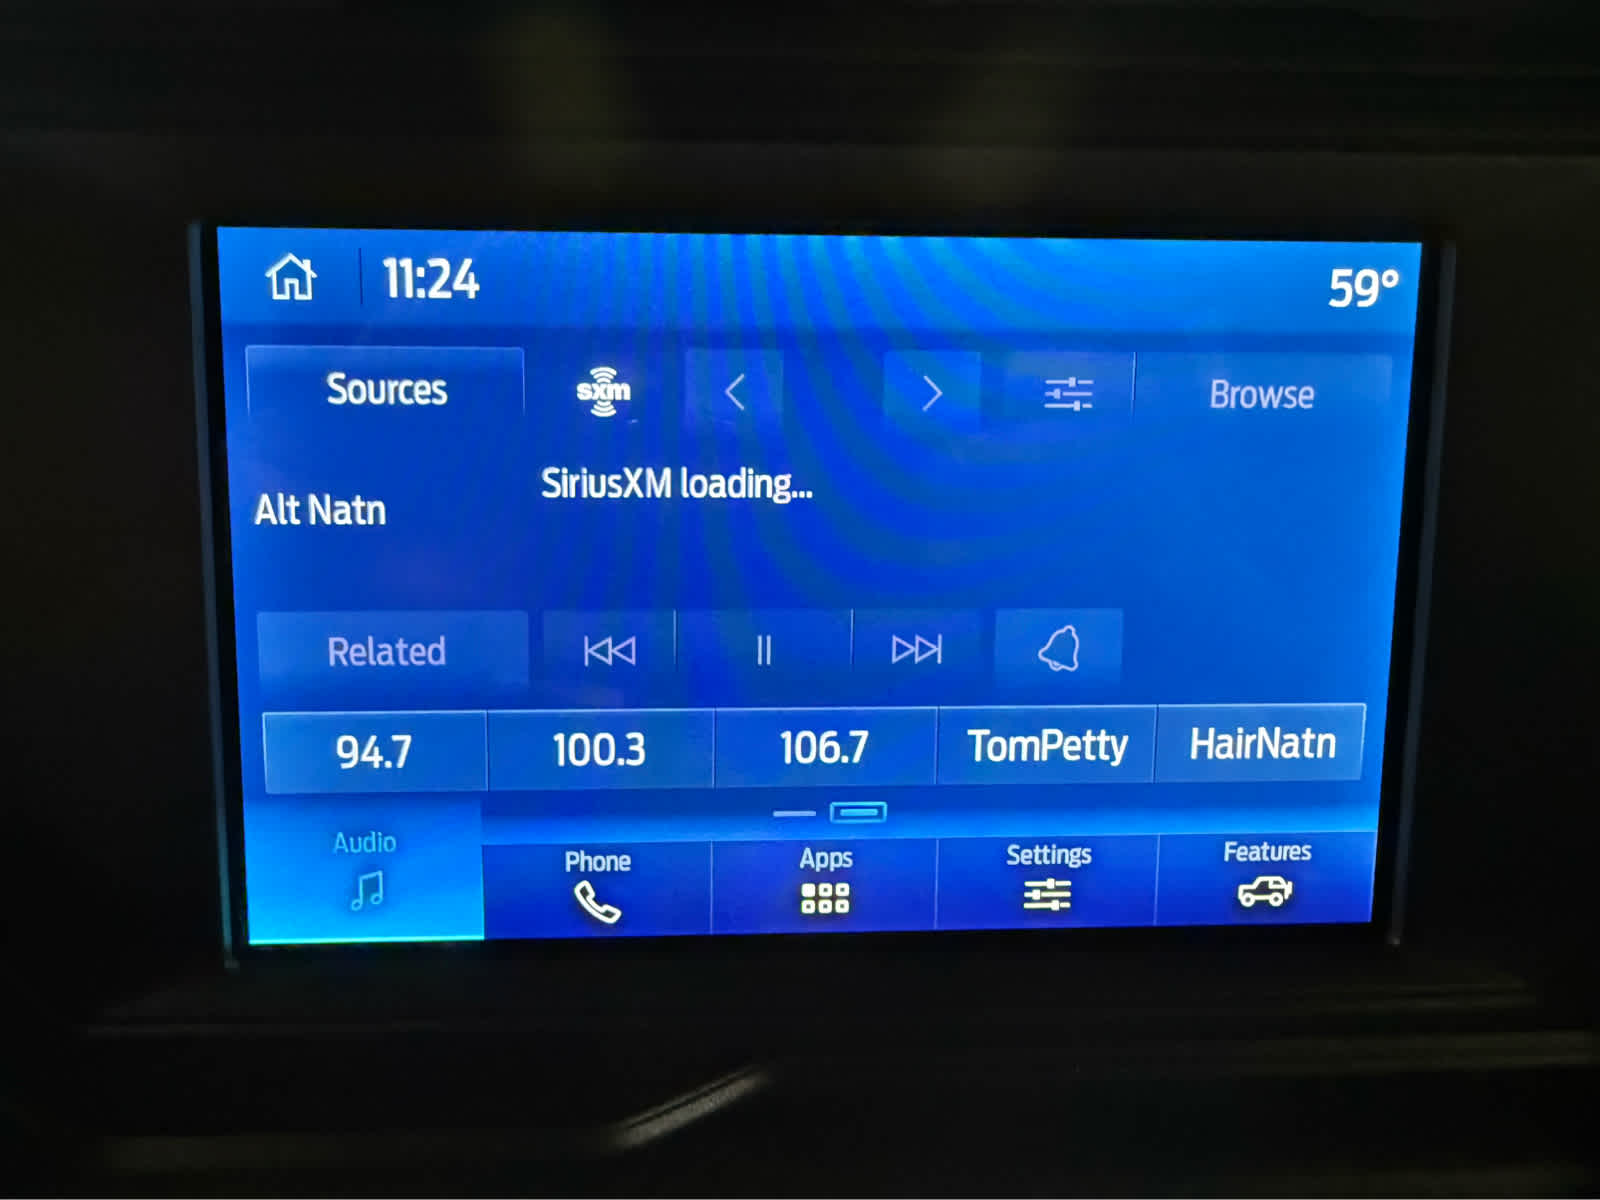 11:24
59°
Sources
sxm
Browse
SiriusXM loading...
Alt Natn
Related
94.7
100.3
106.7
TomPetty
HairNatn
Audio
Phone
Apps
Settings
Features